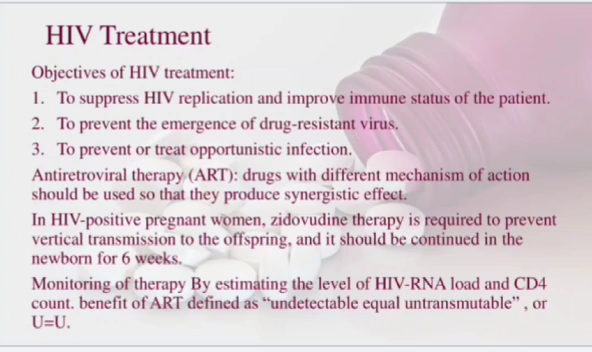 HIV Treatment
Objectives of HIV treatment:
1. To suppress HIV replication and improve immune status of the patient.
2. To prevent the emergence of drug-resistant virus.
3. To prevent or treat opportunistic infection.
Antiretroviral therapy (ART): drugs with different mechanism of action
should be used so that they produce synergistic effect.
In HIV-positive pregnant women, zidovudine therapy is required to prevent
vertical transmission to the offspring, and it should be continued in the
newborn for 6 weeks.
Monitoring of therapy By estimating the level of HIV-RNA load and CD4
count. benefit of ART defined as “undetectable equal untransmutable” , or
U=U.